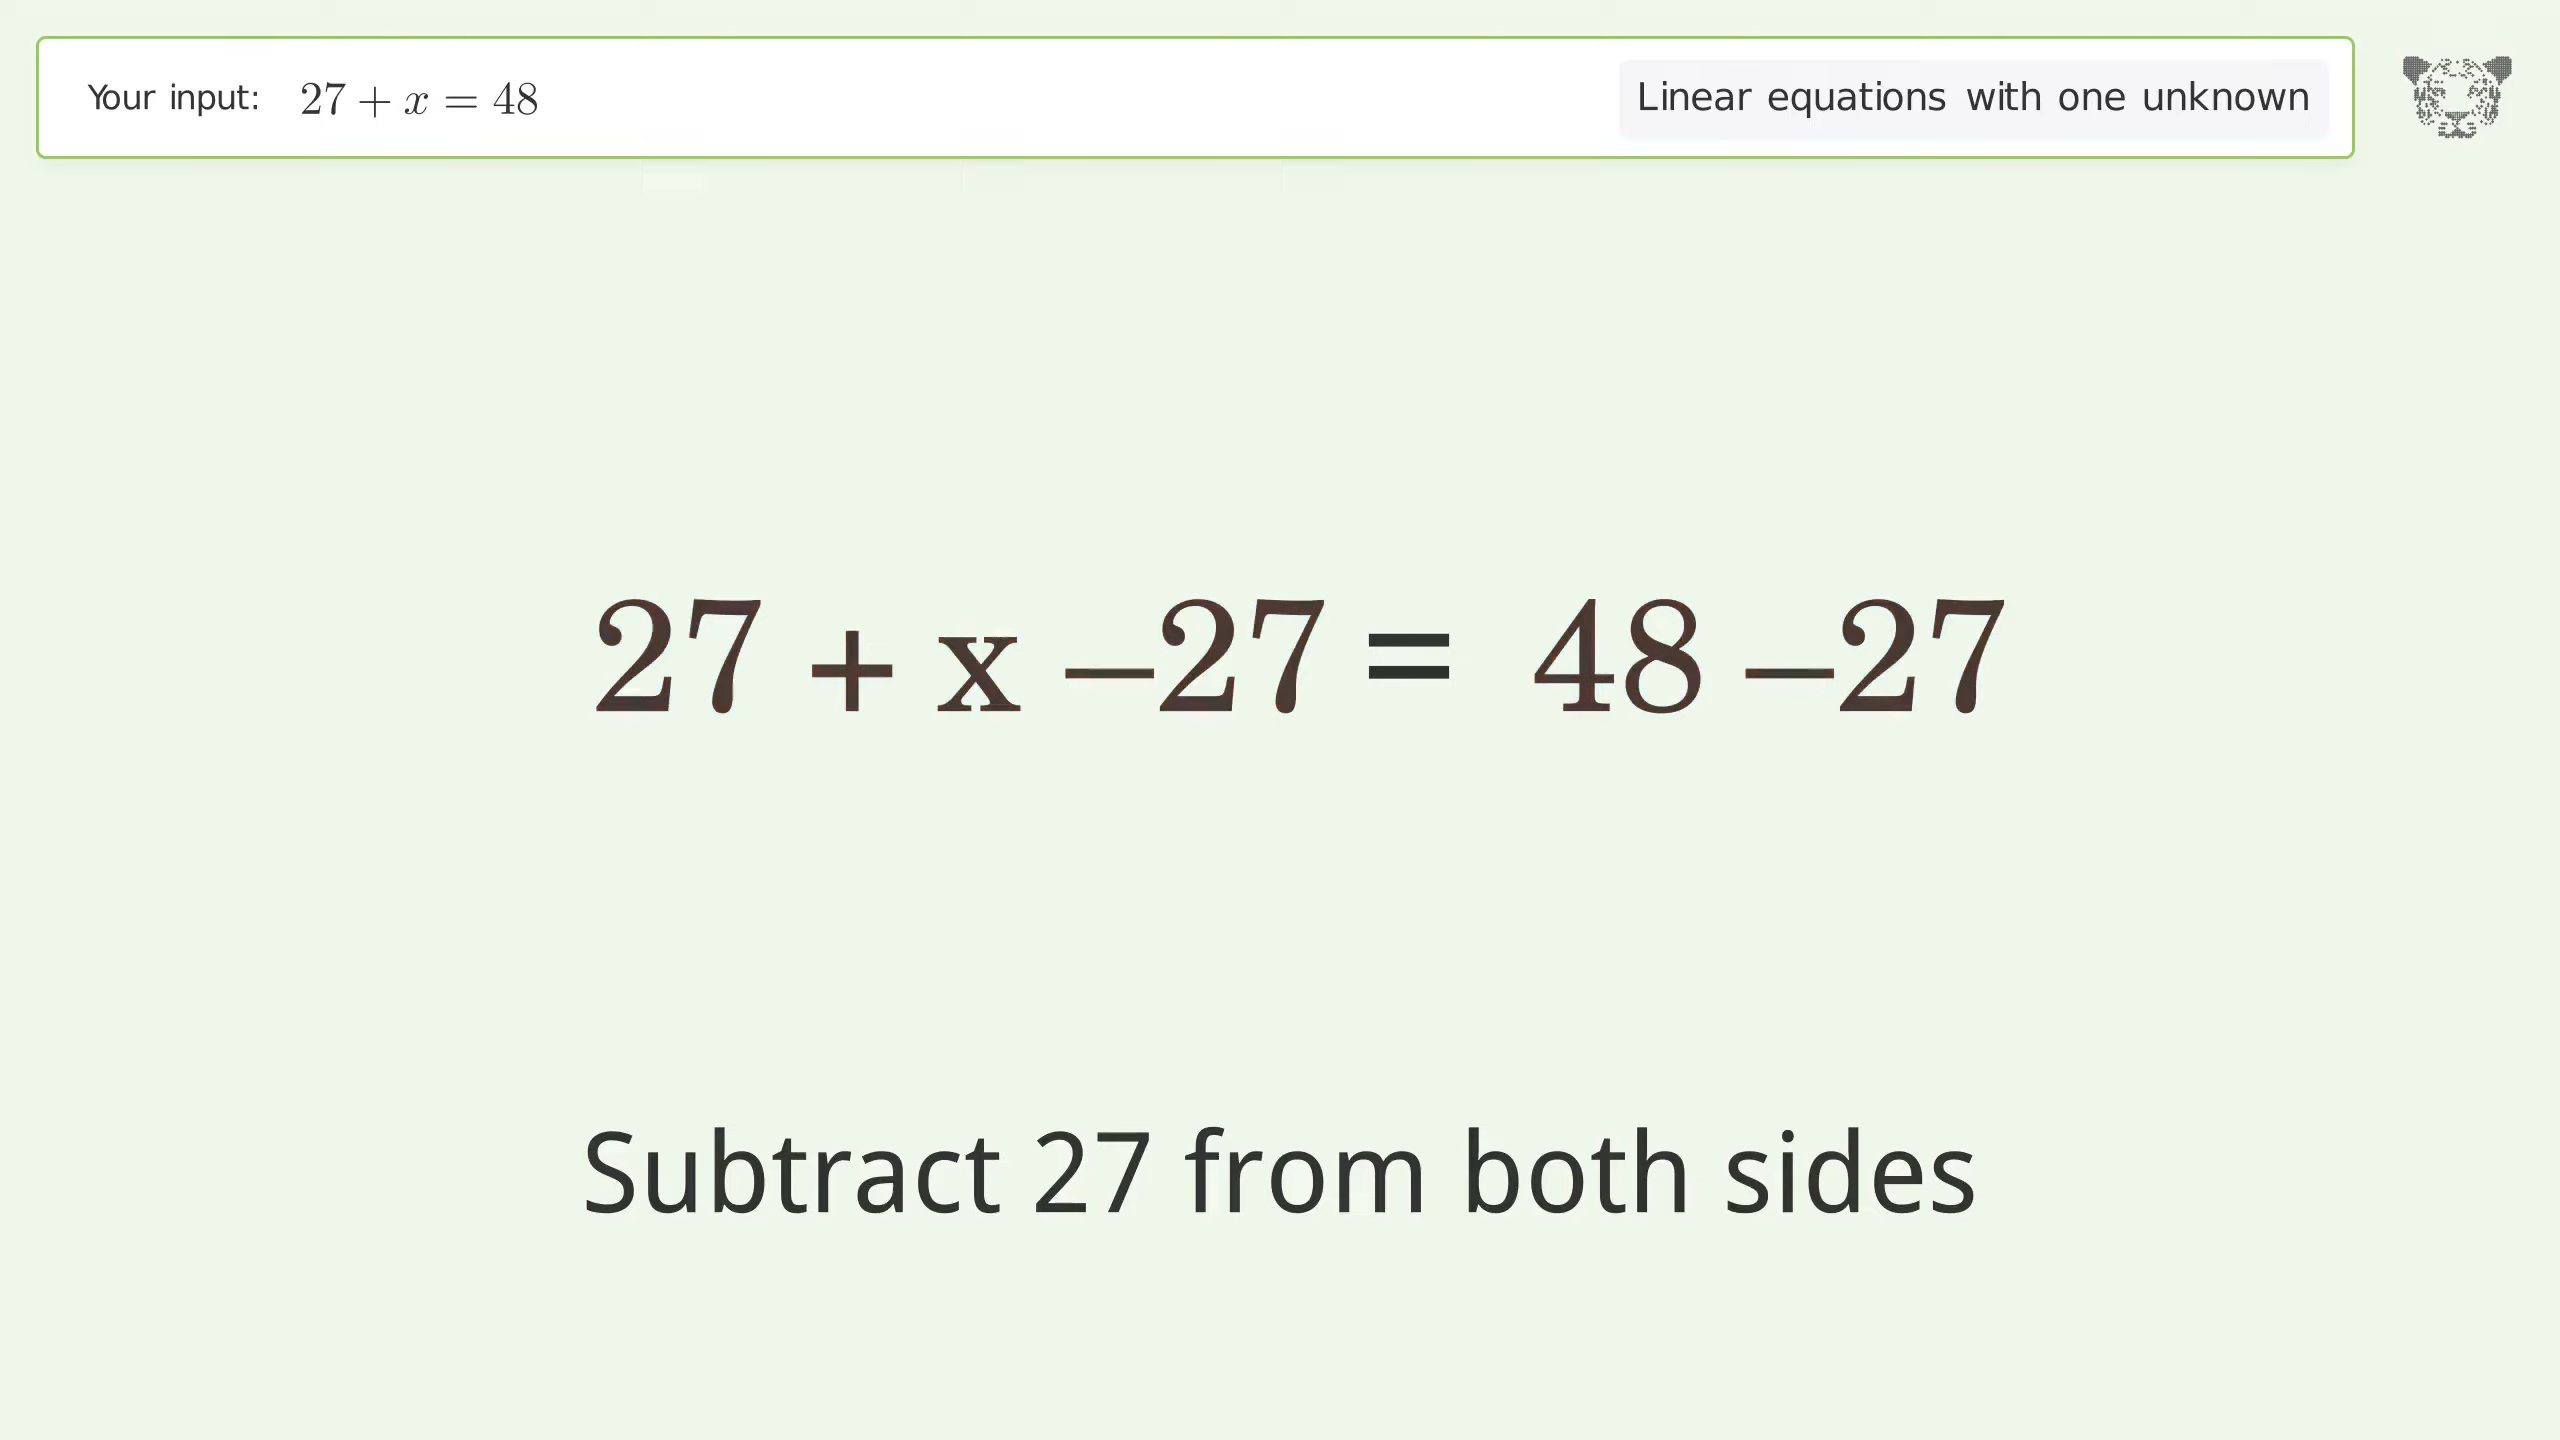 Your input: 27 + x = 48
Linear equations with one unknown
27 + x –27 = 48 –27
Subtract 27 from both sides